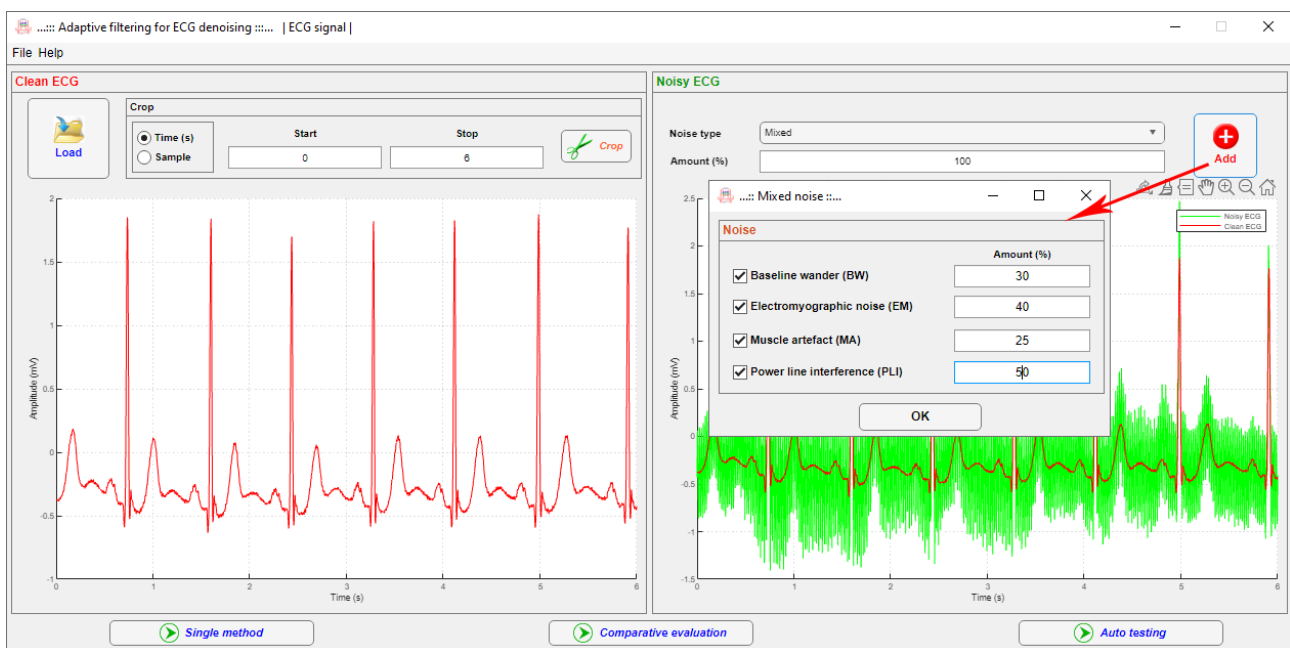 ...::: Adaptive filtering for ECG denoising :::... | ECG signal |
File Help
Clean ECG
Load
Crop
Time (s)
Sample
Start
Stop
0
6
Crop
2
1.5
1
0.5
0
-0.5
-1
Amplitude (mV)
0 1 2 3 4 5 6
Time (s)
Noisy ECG
Noise type
Mixed
Amount (%)
100
Add
2.5
2
1.5
1
0.5
0
-0.5
-1
-1.5
Amplitude (mV)
Noisy ECG
Clean ECG
0 1 2 3 4 5 6
Time (s)
...:: Mixed noise ::...
Noise
Amount (%)
Baseline wander (BW) 30
Electromyographic noise (EM) 40
Muscle artefact (MA) 25
Power line interference (PLI) 50
OK
Single method
Comparative evaluation
Auto testing